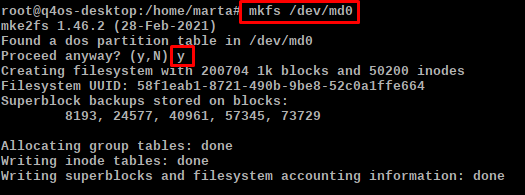 root@q4os-desktop:/home/marta# mkfs /dev/md0
mke2fs 1.46.2 (28-Feb-2021)
Found a dos partition table in /dev/md0
Proceed anyway? (y,N) y
Creating filesystem with 200704 1k blocks and 50200 inodes
Filesystem UUID: 58f1eab1-8721-490b-9be8-52c0a1ffe664
Superblock backups stored on blocks:
        8193, 24577, 40961, 57345, 73729

Allocating group tables: done
Writing inode tables: done
Writing superblocks and filesystem accounting information: done